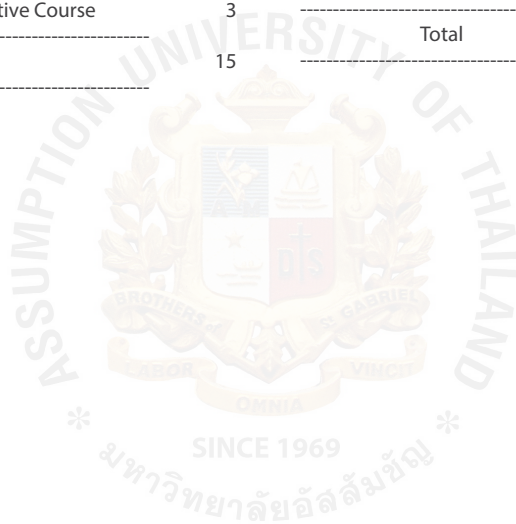 tive Course 3
---------------------------------
Total
---------------------------------
15
---------------------------------
---------------------------------
ASSUMPTION UNIVERSITY OF THAILAND
D S
BROTHERS ST GABRIEL
LABOR OMNIA VINCIT
SINCE 1969
มหาวิทยาลัยอัสสัมชัญ